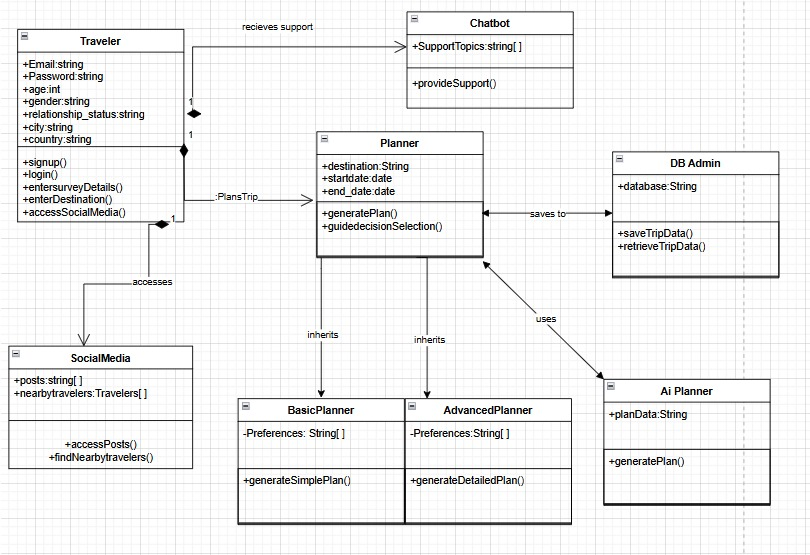 Traveler
+Email:string
+Password:string
+age:int
+gender:string
+relationship_status:string
+city:string
+country:string
+signup()
+login()
+entersurveyDetails()
+enterDestination()
+accessSocialMedia()
recieves support
1
1
1
Chatbot
+SupportTopics:string[ ]
+provideSupport()
:PlansTrip
Planner
+destination:String
+startdate:date
+end_date:date
+generatePlan()
+guidedecisionSelection()
saves to
DB Admin
+database:String
+saveTripData()
+retrieveTripData()
accesses
SocialMedia
+posts:string[ ]
+nearbytravelers:Travelers[ ]
+accessPosts()
+findNearbytravelers()
inherits
inherits
uses
BasicPlanner
-Preferences: String[ ]
+generateSimplePlan()
AdvancedPlanner
-Preferences:String[ ]
+generateDetailedPlan()
Ai Planner
+planData:String
+generatePlan()